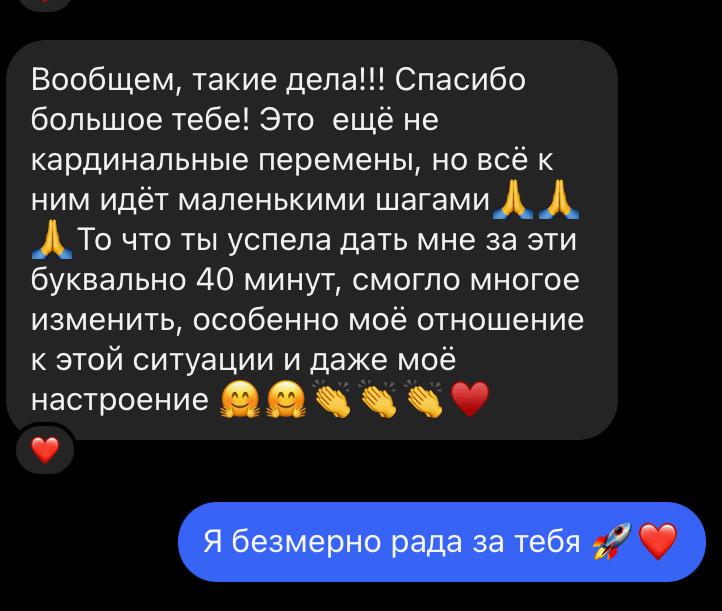 Вообщем, такие дела!!! Спасибо
большое тебе! Это  ещё не
кардинальные перемены, но всё к
ним идёт маленькими шагами🙏🙏
🙏То что ты успела дать мне за эти
буквально 40 минут, смогло многое
изменить, особенно моё отношение
к этой ситуации и даже моё
настроение 🤗🤗👏👏👏♥️
Я безмерно рада за тебя 🚀❤️